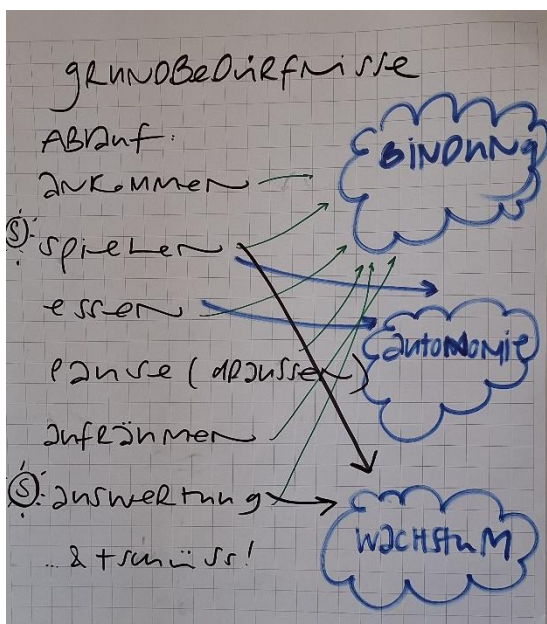 GRUNDBEDÜRFNISSE
ABlauf:
ankommen
BINDUNG
S spielen
essen
AUTONOMIE
Pause (draussen)
aufräumen
S auswertung
WACHSTUM
... & tschüss!